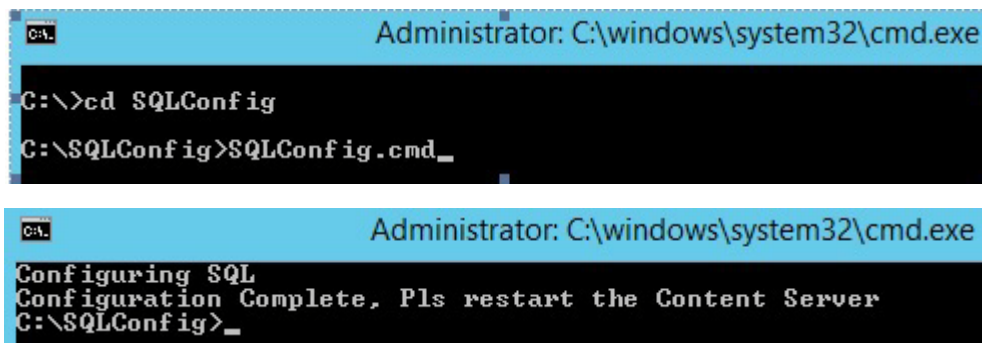 Administrator: C:\windows\system32\cmd.exe
C:\>cd SQLConfig
C:\SQLConfig>SQLConfig.cmd_
Administrator: C:\windows\system32\cmd.exe
Configuring SQL
Configuration Complete, Pls restart the Content Server
C:\SQLConfig>_